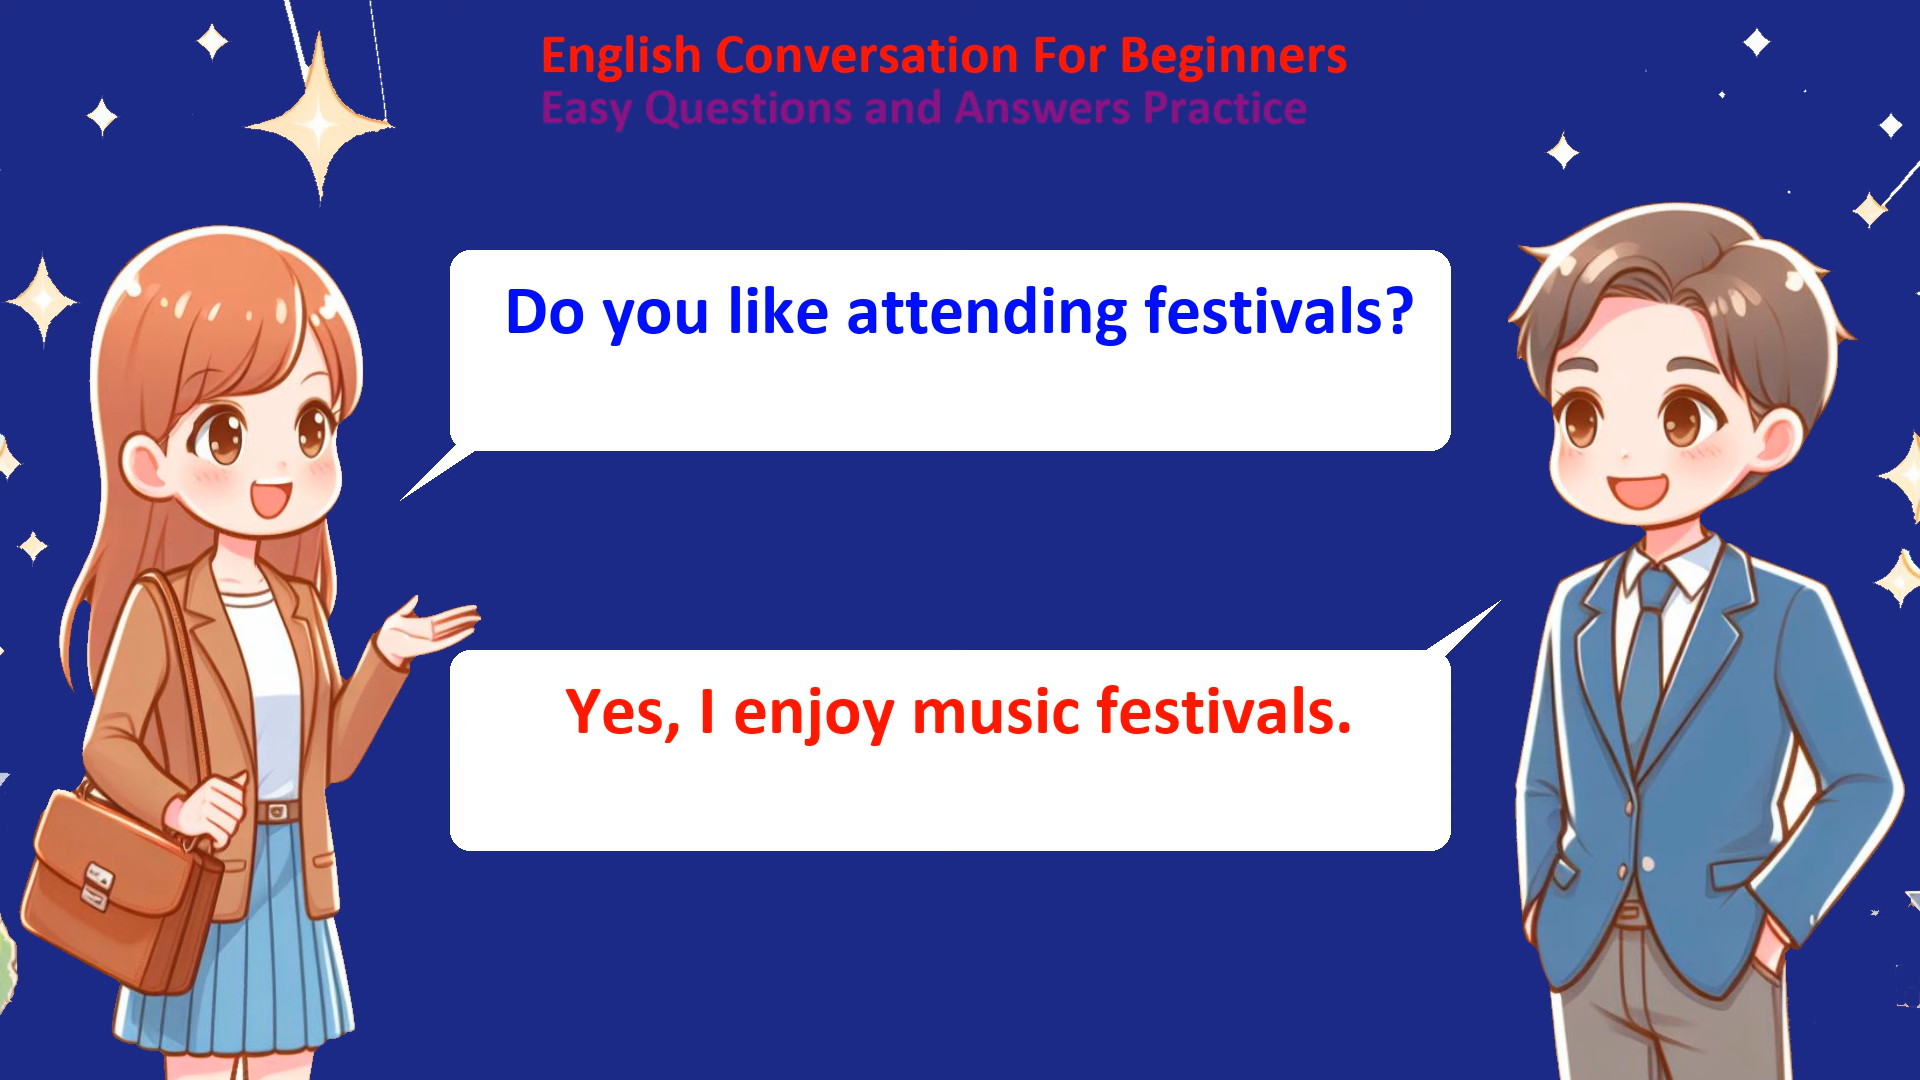 English Conversation For Beginners
Easy Questions and Answers Practice
Do you like attending festivals?
Yes, I enjoy music festivals.